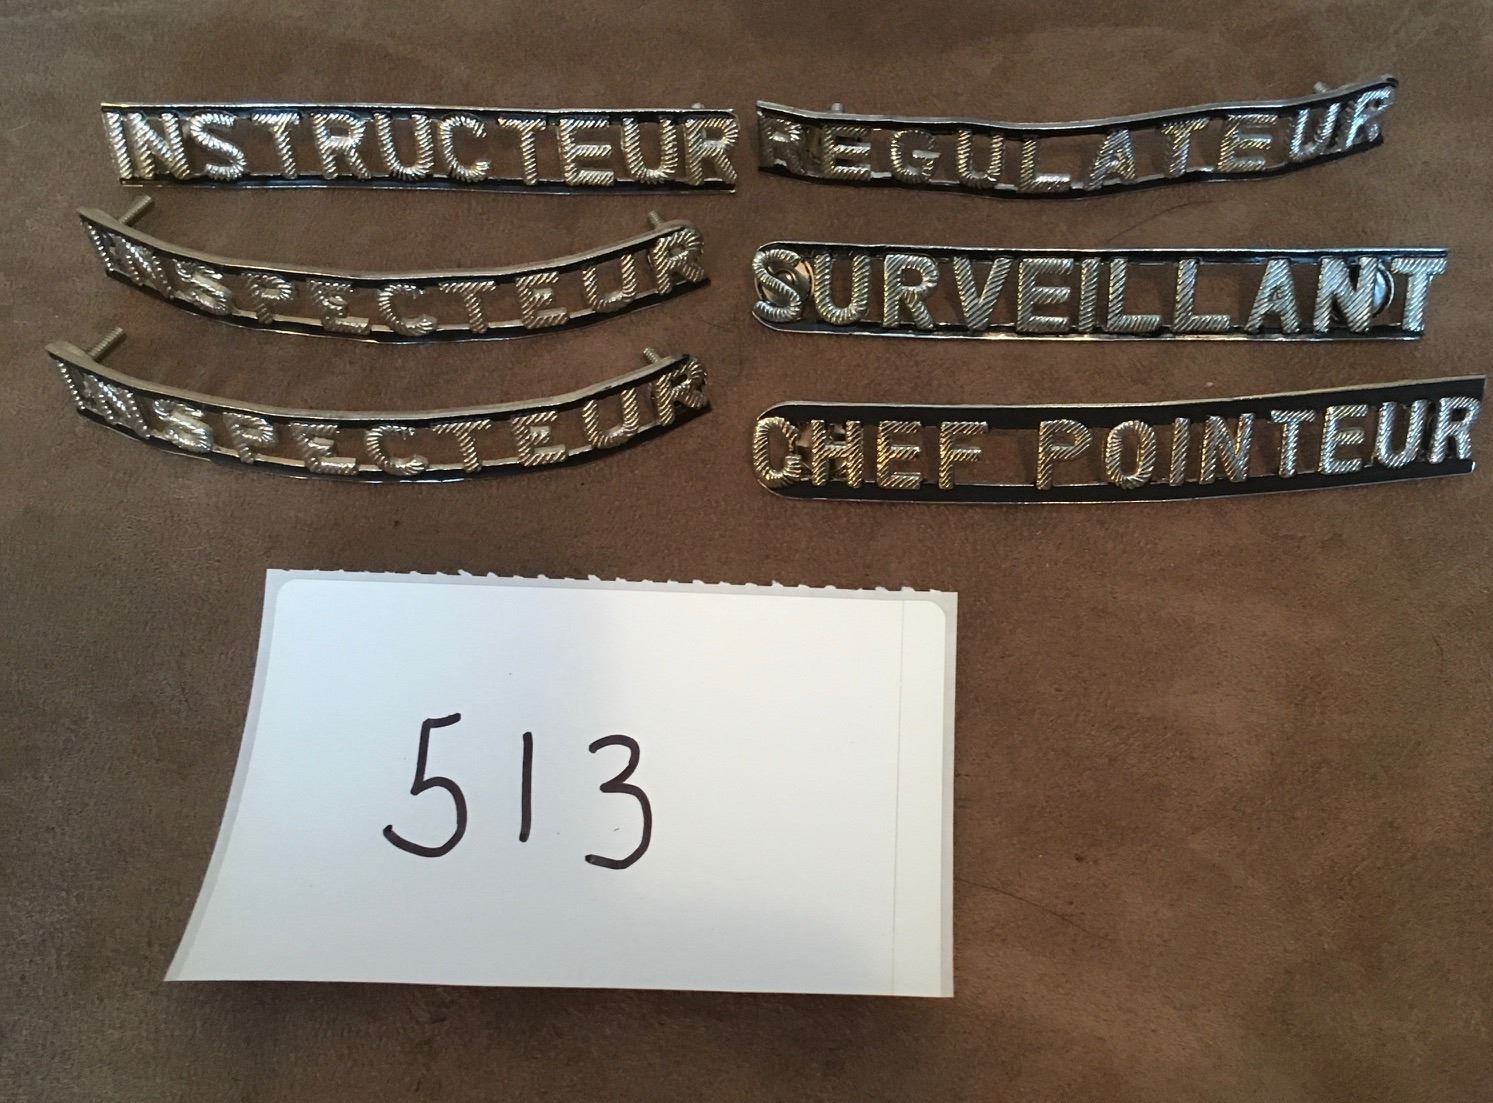 INSTRUCTEUR
INSPECTEUR
INSPECTEUR
REGULATEUR
SURVEILLANT
CHEF POINTEUR
513